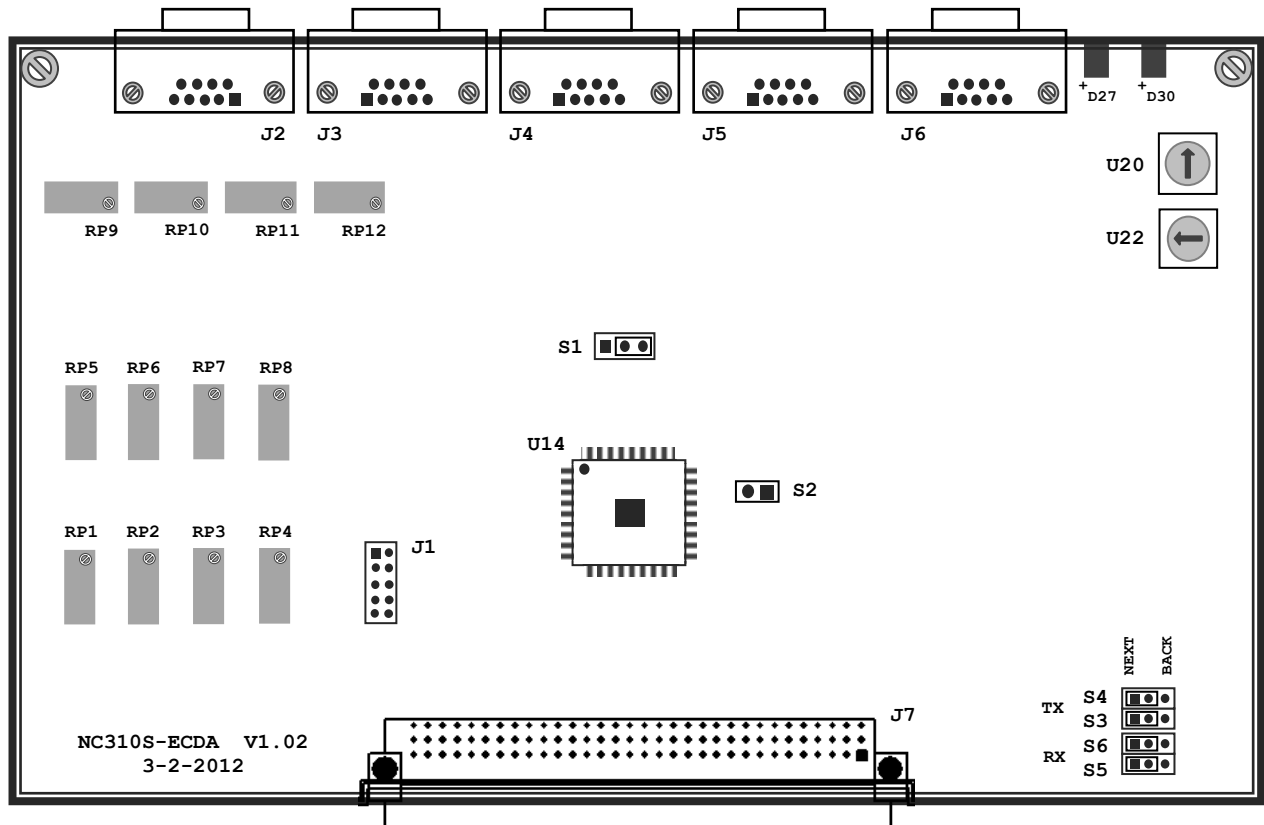 +D27 +D30
J2 J3 J4 J5 J6
U20
RP9 RP10 RP11 RP12
U22
S1
RP5 RP6 RP7 RP8
U14
S2
RP1 RP2 RP3 RP4
J1
NEXT BACK
TX S4
S3
RX S6
S5
J7
NC310S-ECDA V1.02
3-2-2012